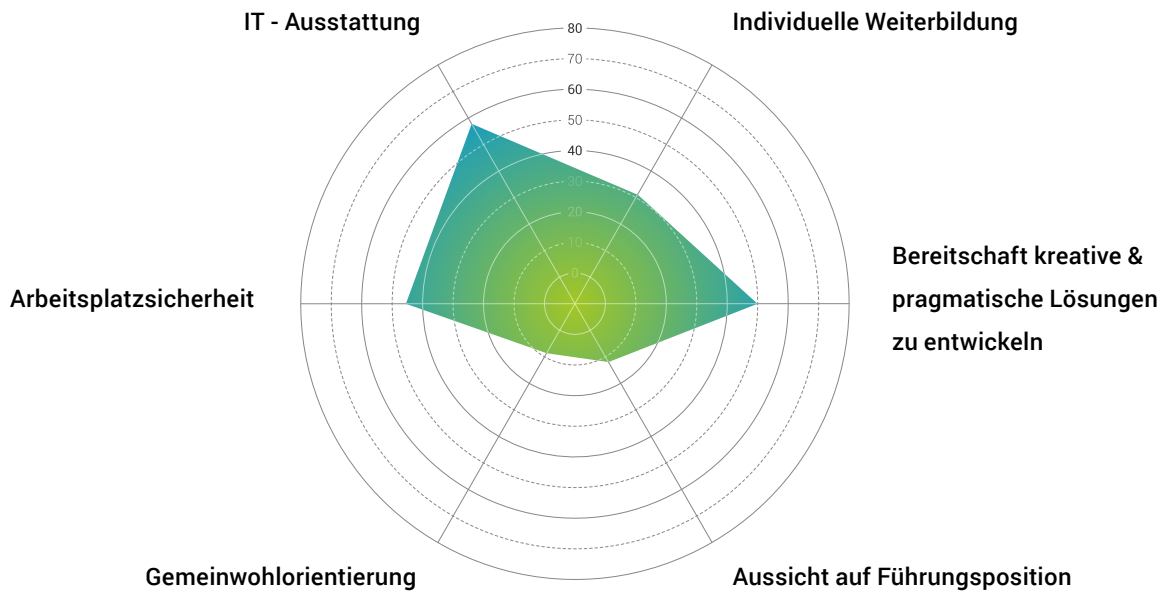 IT - Ausstattung
Individuelle Weiterbildung
80
70
60
50
40
30
20
10
0
Bereitschaft kreative &
pragmatische Lösungen
zu entwickeln
Arbeitsplatzsicherheit
Gemeinwohlorientierung
Aussicht auf Führungsposition